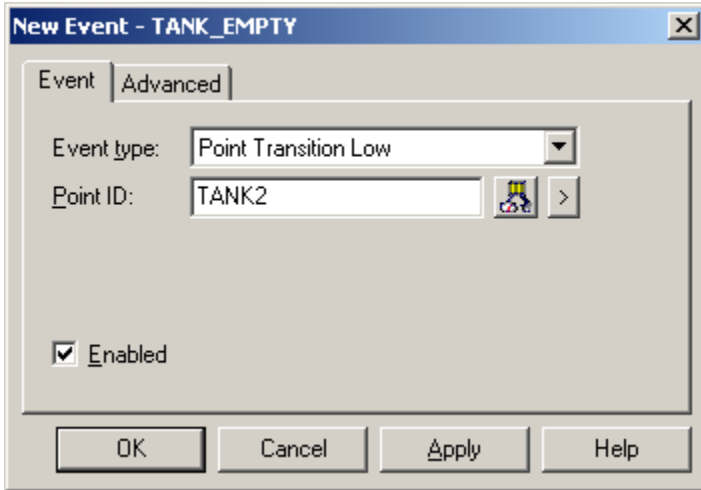 New Event - TANK_EMPTY
Event Advanced
Event type: Point Transition Low
Point ID: TANK2 >
Enabled
OK Cancel Apply Help